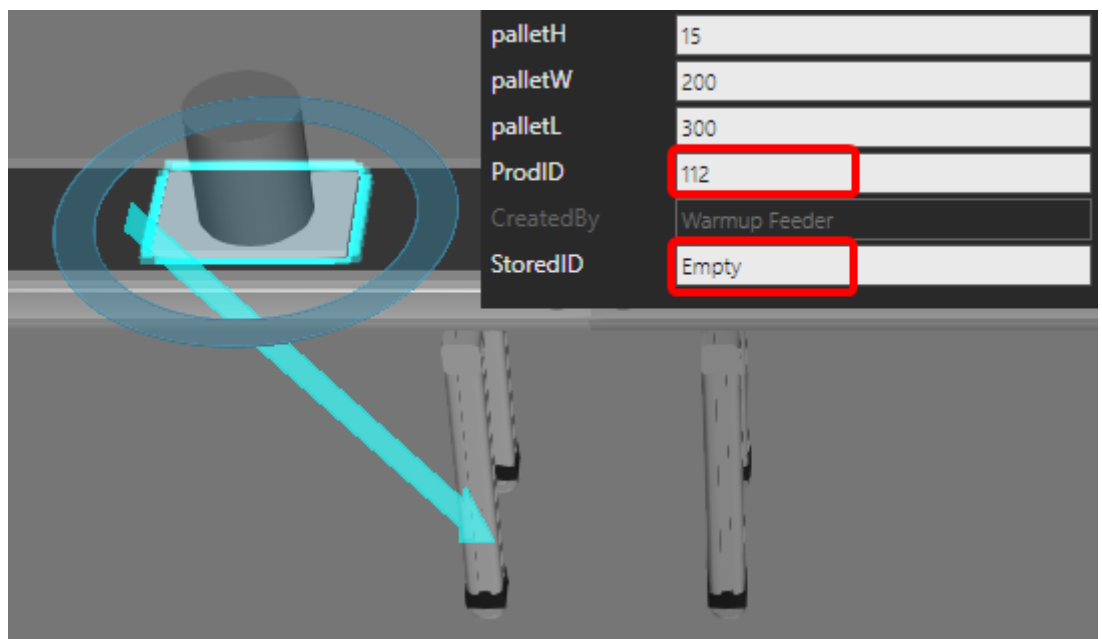 palletH 15
palletW 200
palletL 300
ProdID 112
CreatedBy Warmup Feeder
StoredID Empty